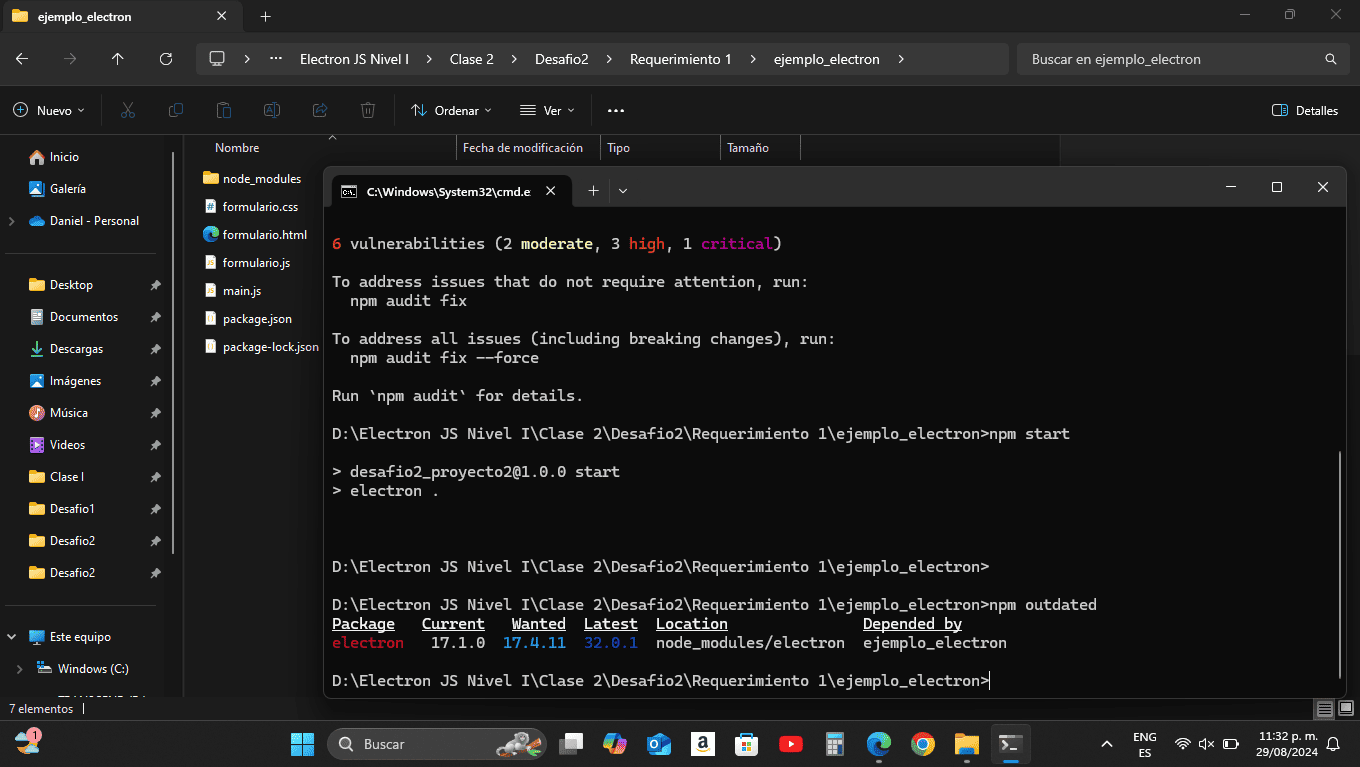 ejemplo_electron
Electron JS Nivel I
Clase 2
Desafio2
Requerimiento 1
ejemplo_electron
Buscar en ejemplo_electron
Nuevo
Ordenar
Ver
Detalles
Inicio
Galería
Daniel - Personal
Desktop
Documentos
Descargas
Imágenes
Música
Videos
Clase I
Desafio1
Desafio2
Desafio2
Este equipo
Windows (C:)
Nombre
Fecha de modificación
Tipo
Tamaño
node_modules
formulario.css
formulario.html
formulario.js
main.js
package.json
package-lock.json
C:\Windows\System32\cmd.e
6 vulnerabilities (2 moderate, 3 high, 1 critical)
To address issues that do not require attention, run:
npm audit fix
To address all issues (including breaking changes), run:
npm audit fix --force
Run `npm audit` for details.
D:\Electron JS Nivel I\Clase 2\Desafio2\Requerimiento 1\ejemplo_electron>npm start
> desafio2_proyecto2@1.0.0 start
> electron .
D:\Electron JS Nivel I\Clase 2\Desafio2\Requerimiento 1\ejemplo_electron>
D:\Electron JS Nivel I\Clase 2\Desafio2\Requerimiento 1\ejemplo_electron>npm outdated
Package Current Wanted Latest Location Depended by
electron 17.1.0 17.4.11 32.0.1 node_modules/electron ejemplo_electron
D:\Electron JS Nivel I\Clase 2\Desafio2\Requerimiento 1\ejemplo_electron>
7 elementos
1
Buscar
ENG
ES
11:32 p. m.
29/08/2024